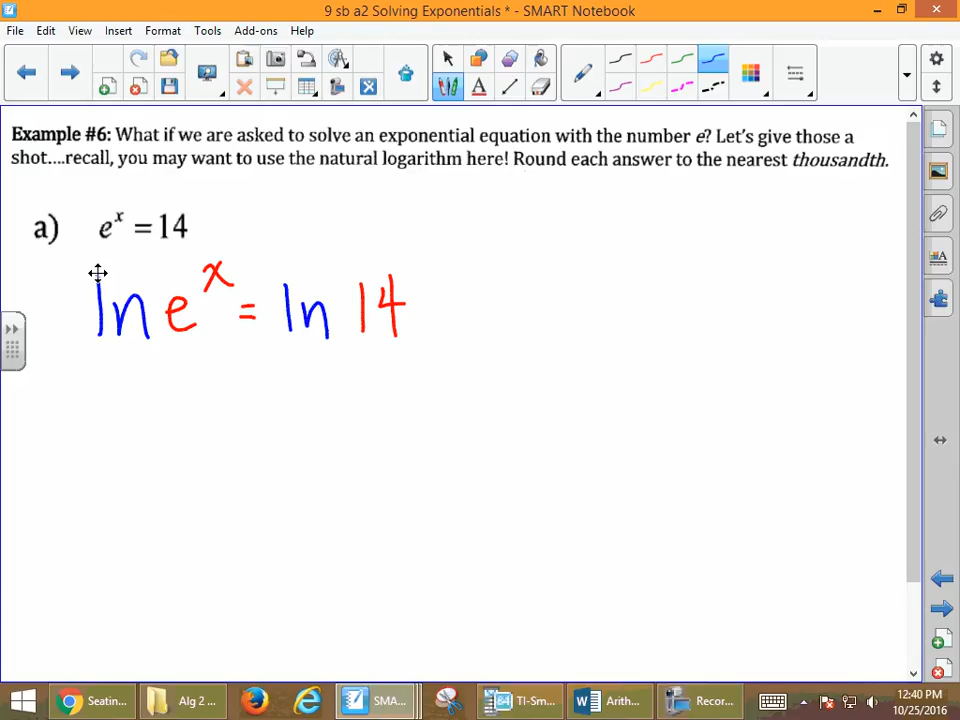 9 sb a2 Solving Exponentials * - SMART Notebook
File Edit View Insert Format Tools Add-ons Help
Example #6: What if we are asked to solve an exponential equation with the number e? Let's give those a
shot....recall, you may want to use the natural logarithm here! Round each answer to the nearest thousandth.
a) e^x = 14
ln e^x = ln 14
Seatin... Alg 2 ... SMA... TI-Sm... Arith... Recor...
12:40 PM
10/25/2016